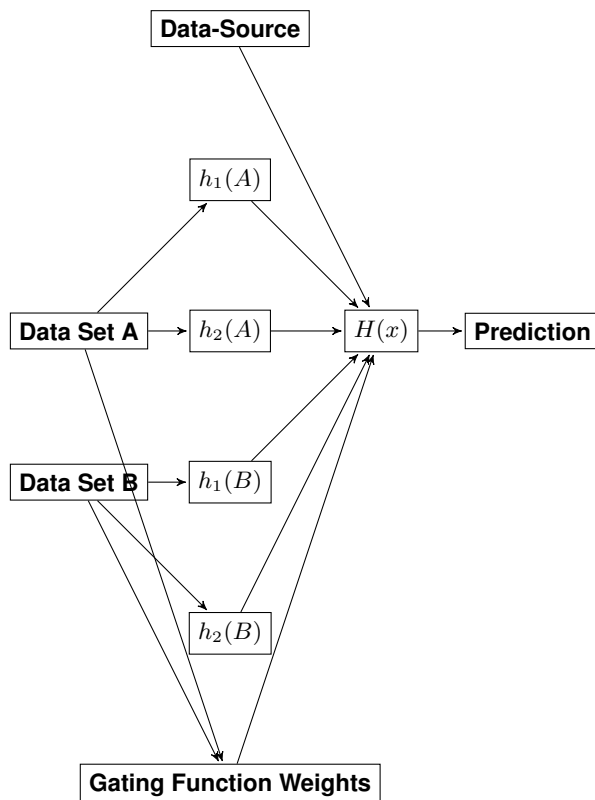 Data-Source
h₁(A)
Data Set A
h₂(A)
H(x)
Prediction
Data Set B
h₁(B)
h₂(B)
Gating Function Weights